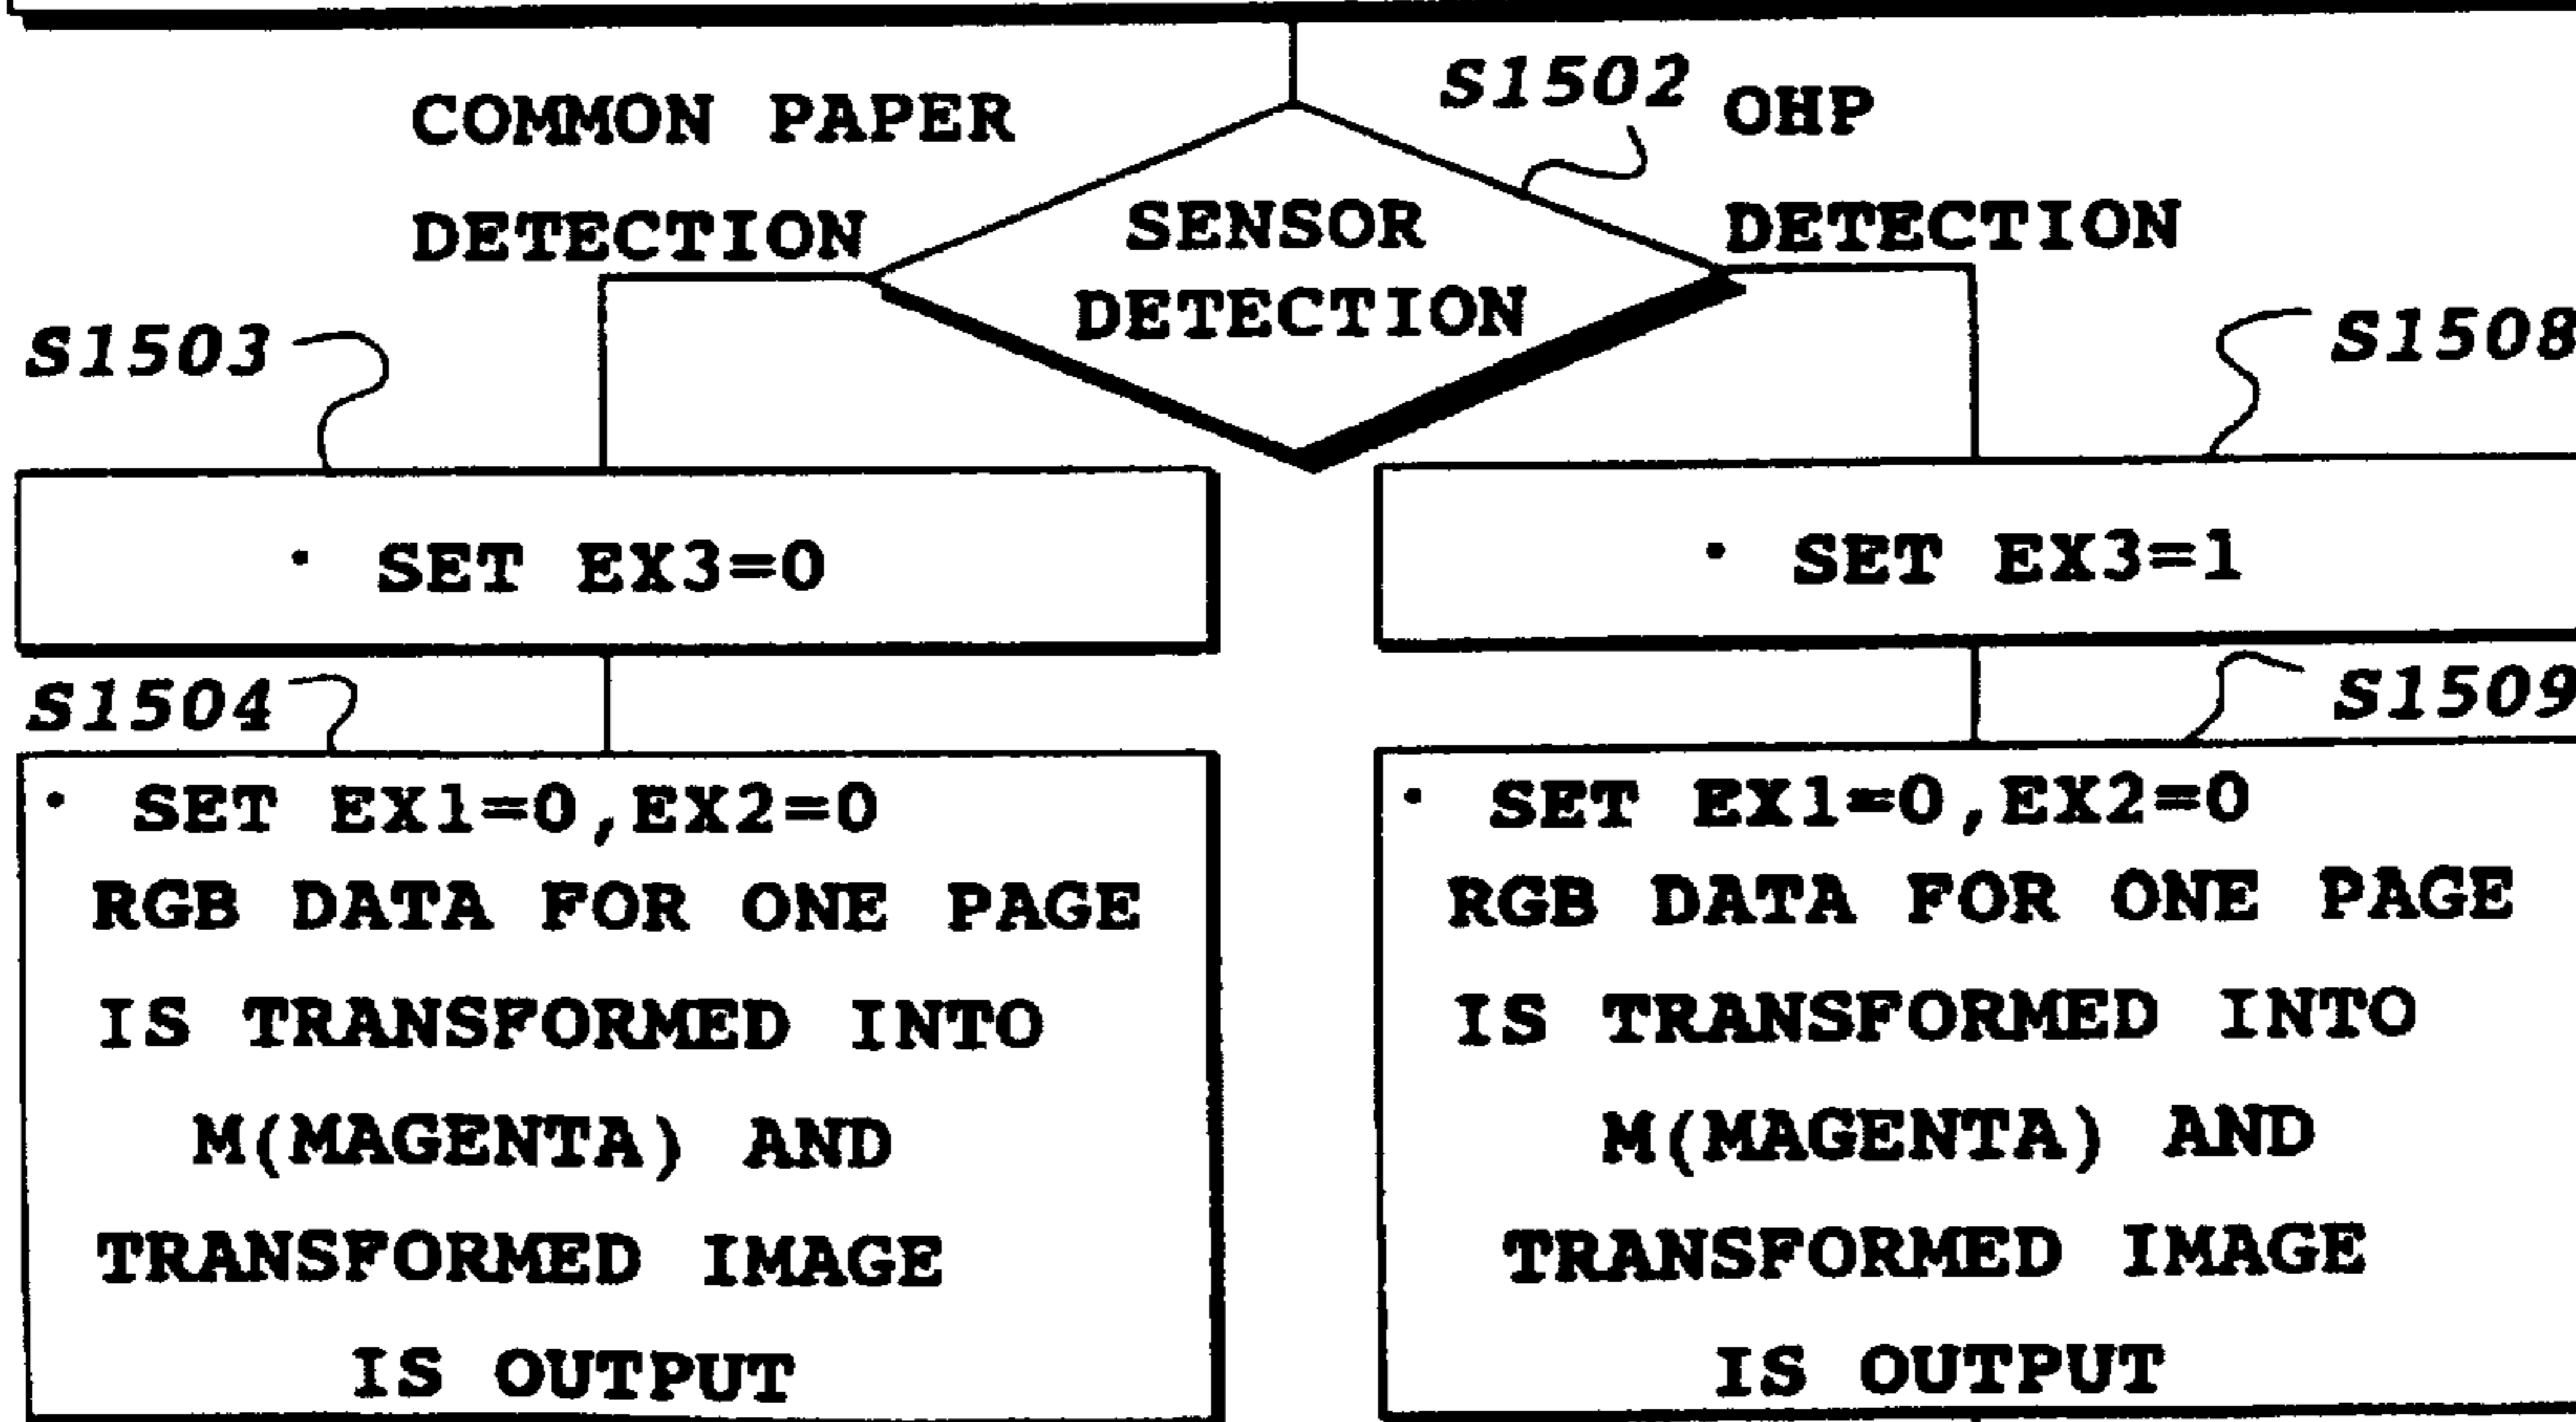 COMMON PAPER
DETECTION
S1502
OHP
DETECTION
SENSOR
DETECTION
S1503
· SET EX3=0
S1508
· SET EX3=1
S1504
· SET EX1=0,EX2=0
RGB DATA FOR ONE PAGE
IS TRANSFORMED INTO
M(MAGENTA) AND
TRANSFORMED IMAGE
IS OUTPUT
S1509
· SET EX1=0,EX2=0
RGB DATA FOR ONE PAGE
IS TRANSFORMED INTO
M(MAGENTA) AND
TRANSFORMED IMAGE
IS OUTPUT